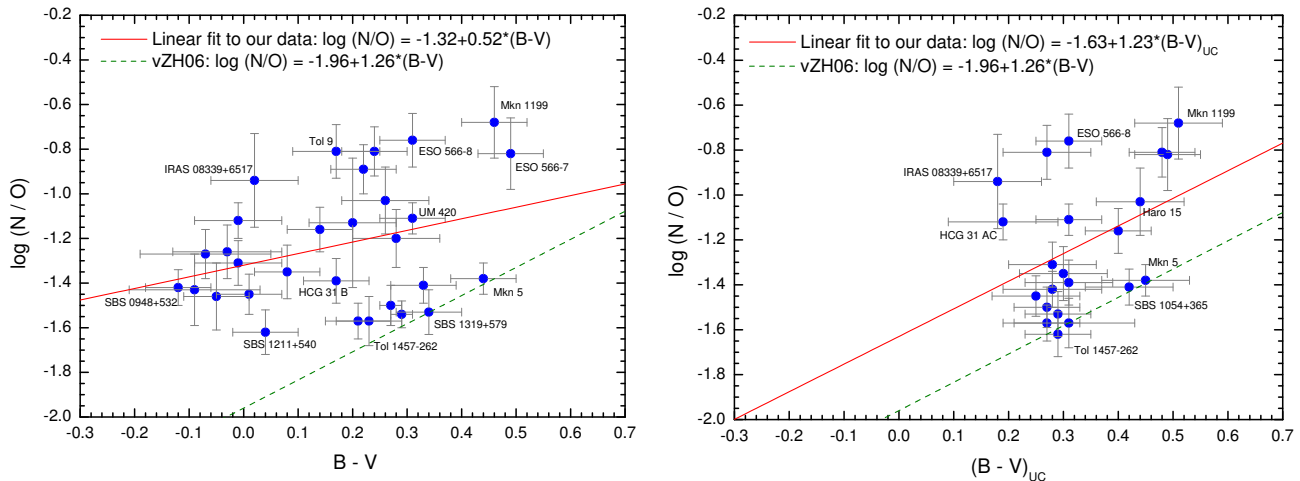 -0.2
Linear fit to our data: log (N/O) = -1.32+0.52*(B-V)
vZH06: log (N/O) = -1.96+1.26*(B-V)
-0.4
-0.6
-0.8
-1.0
-1.2
-1.4
-1.6
-1.8
-2.0
log (N / O)
Mkn 1199
Tol 9
ESO 566-8
ESO 566-7
IRAS 08339+6517
UM 420
HCG 31 B
Mkn 5
SBS 0948+532
SBS 1319+579
SBS 1211+540
Tol 1457-262
-0.3 -0.2 -0.1 0.0 0.1 0.2 0.3 0.4 0.5 0.6 0.7
B - V
-0.2
Linear fit to our data: log (N/O) = -1.63+1.23*(B-V)UC
vZH06: log (N/O) = -1.96+1.26*(B-V)
-0.4
-0.6
-0.8
-1.0
-1.2
-1.4
-1.6
-1.8
-2.0
log (N / O)
Mkn 1199
ESO 566-8
IRAS 08339+6517
Haro 15
HCG 31 AC
Mkn 5
SBS 1054+365
Tol 1457-262
-0.3 -0.2 -0.1 0.0 0.1 0.2 0.3 0.4 0.5 0.6 0.7
(B - V)UC